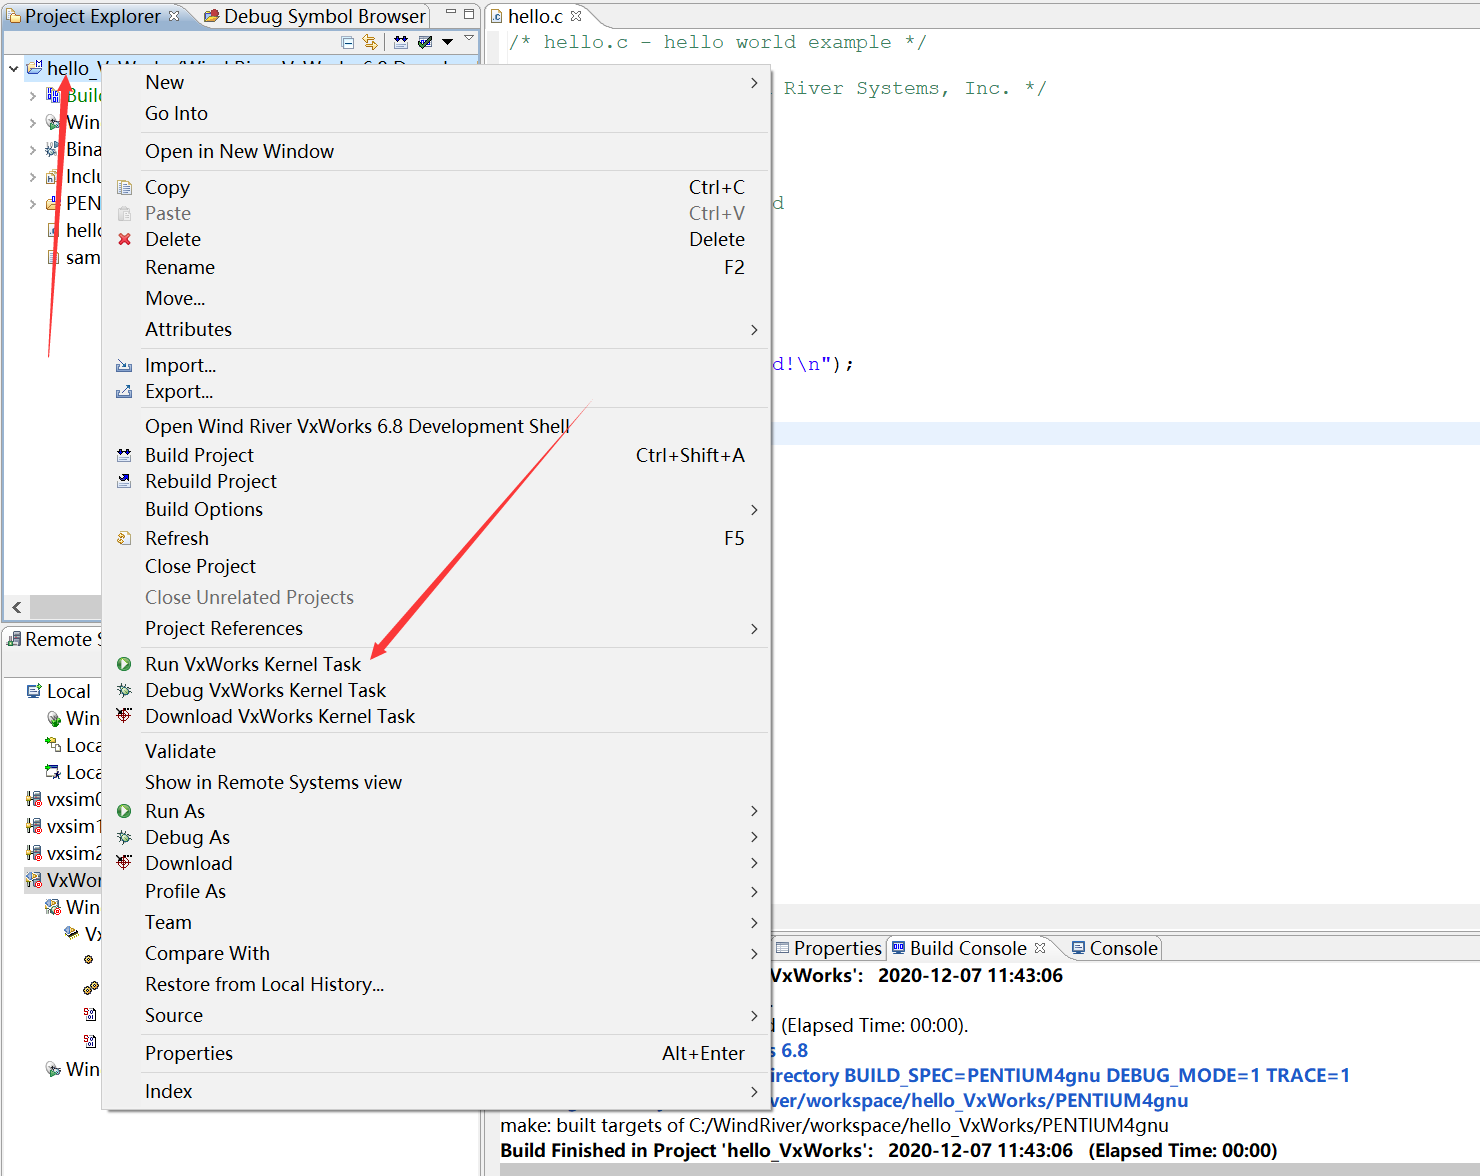 Project Explorer
Debug Symbol Browser
hello.c
/* hello.c - hello world example */
River Systems, Inc. */
d
d!\n");
New
Go Into
Open in New Window
Copy Ctrl+C
Paste Ctrl+V
Delete Delete
Rename F2
Move...
Attributes
Import...
Export...
Open Wind River VxWorks 6.8 Development Shell
Build Project Ctrl+Shift+A
Rebuild Project
Build Options
Refresh F5
Close Project
Close Unrelated Projects
Project References
Run VxWorks Kernel Task
Debug VxWorks Kernel Task
Download VxWorks Kernel Task
Validate
Show in Remote Systems view
Run As
Debug As
Download
Profile As
Team
Compare With
Restore from Local History...
Source
Properties Alt+Enter
Index
Buil
Win
Bina
Inclu
PEN
hello
sam
Remote S
Local
Win
Loca
Loca
vxsim0
vxsim1
vxsim2
VxWor
Win
Vx
Win
Properties
Build Console
Console
VxWorks': 2020-12-07 11:43:06
d (Elapsed Time: 00:00).
s 6.8
irectory BUILD_SPEC=PENTIUM4gnu DEBUG_MODE=1 TRACE=1
ver/workspace/hello_VxWorks/PENTIUM4gnu
make: built targets of C:/WindRiver/workspace/hello_VxWorks/PENTIUM4gnu
Build Finished in Project 'hello_VxWorks': 2020-12-07 11:43:06 (Elapsed Time: 00:00)